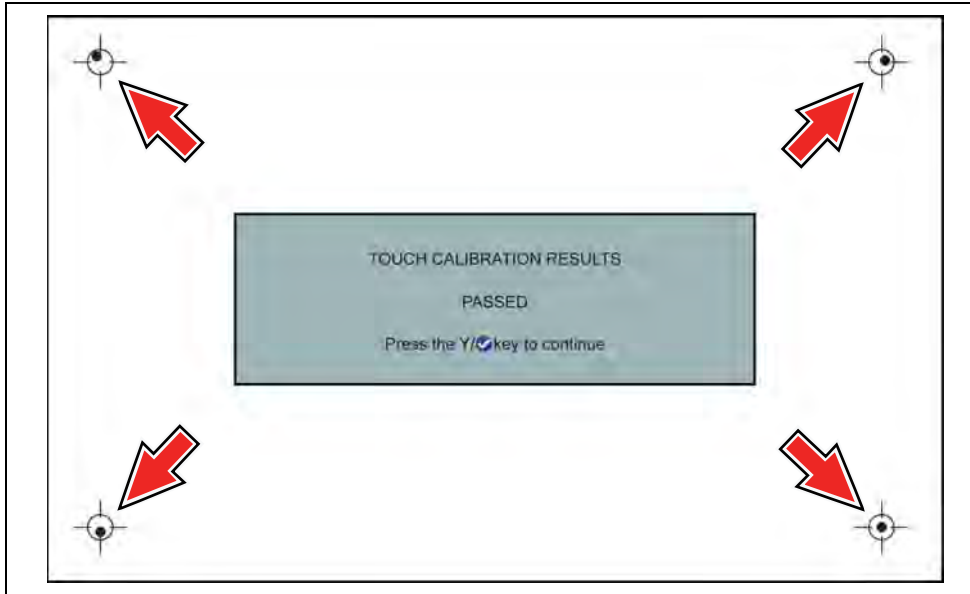 TOUCH CALIBRATION RESULTS
PASSED
Press the Y/✔ key to continue